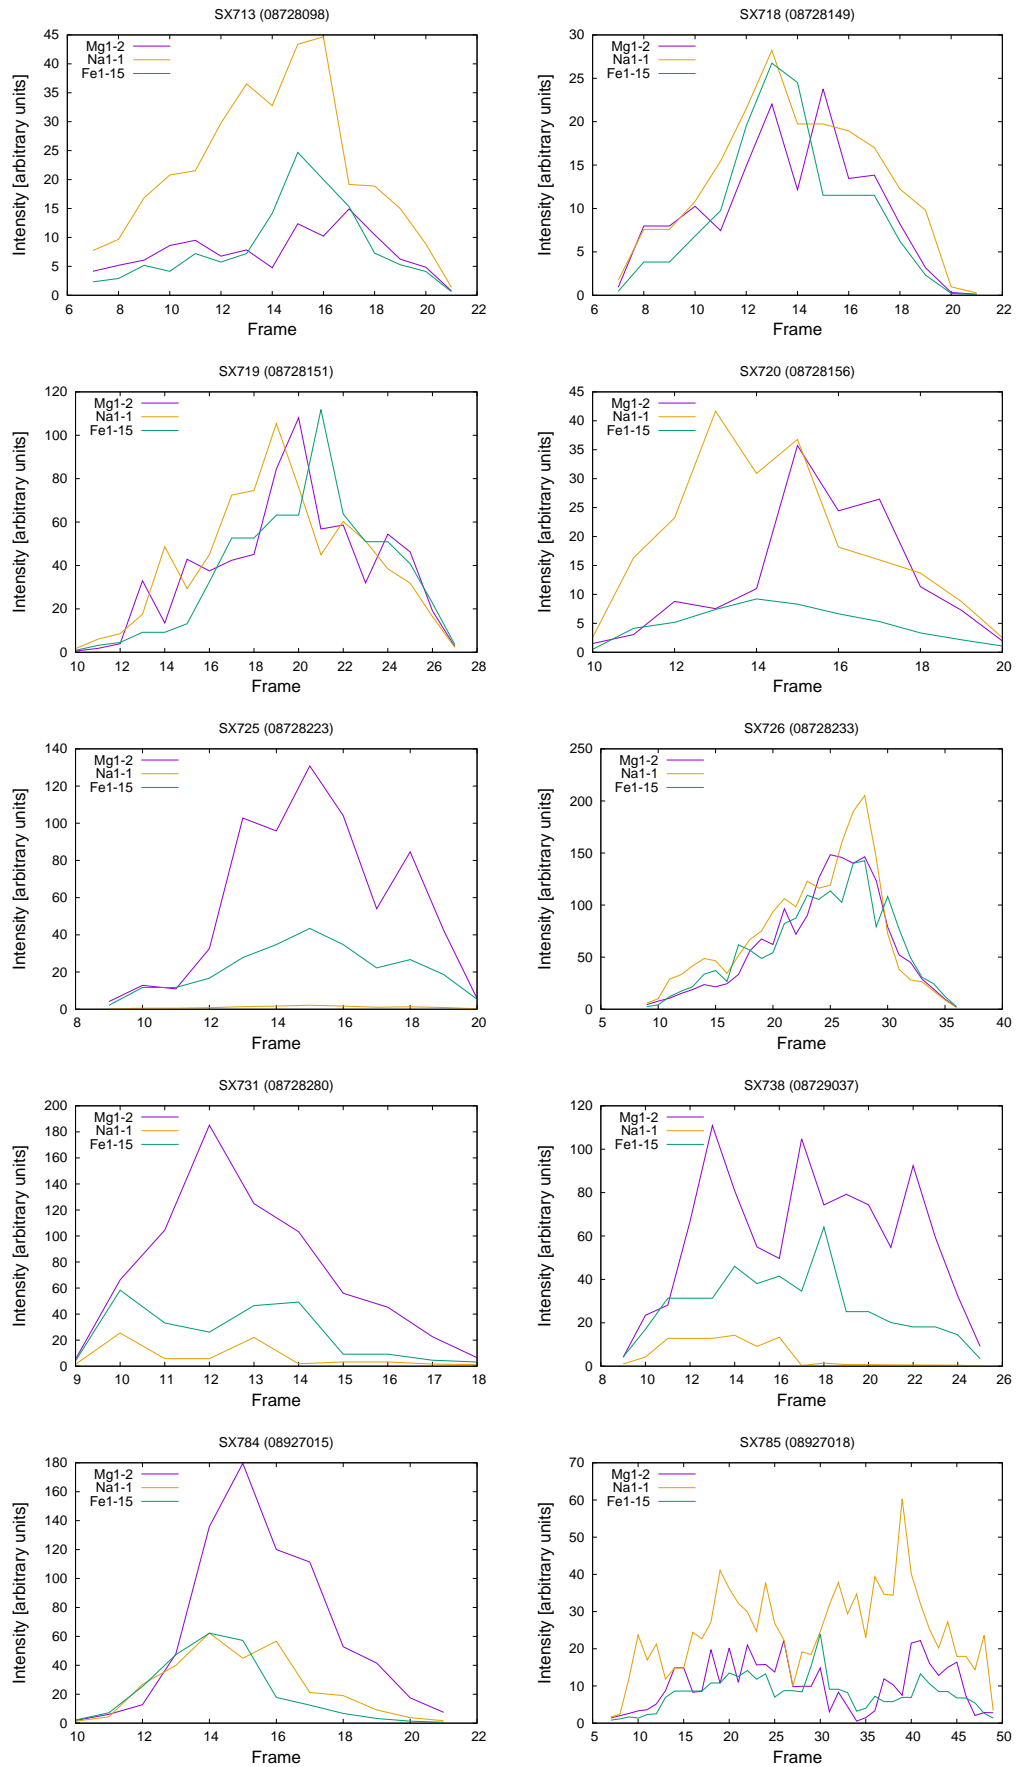 SX713 (08728098)
Intensity [arbitrary units]
45
40
35
30
25
20
15
10
5
0
Mg1-2
Na1-1
Fe1-15
6 8 10 12 14 16 18 20 22
Frame
SX718 (08728149)
Intensity [arbitrary units]
30
25
20
15
10
5
0
Mg1-2
Na1-1
Fe1-15
6 8 10 12 14 16 18 20 22
Frame
SX719 (08728151)
Intensity [arbitrary units]
120
100
80
60
40
20
0
Mg1-2
Na1-1
Fe1-15
10 12 14 16 18 20 22 24 26 28
Frame
SX720 (08728156)
Intensity [arbitrary units]
45
40
35
30
25
20
15
10
5
0
Mg1-2
Na1-1
Fe1-15
10 12 14 16 18 20
Frame
SX725 (08728223)
Intensity [arbitrary units]
140
120
100
80
60
40
20
0
Mg1-2
Na1-1
Fe1-15
8 10 12 14 16 18 20
Frame
SX726 (08728233)
Intensity [arbitrary units]
250
200
150
100
50
0
Mg1-2
Na1-1
Fe1-15
5 10 15 20 25 30 35 40
Frame
SX731 (08728280)
Intensity [arbitrary units]
200
180
160
140
120
100
80
60
40
20
0
Mg1-2
Na1-1
Fe1-15
9 10 11 12 13 14 15 16 17 18
Frame
SX738 (08729037)
Intensity [arbitrary units]
120
100
80
60
40
20
0
Mg1-2
Na1-1
Fe1-15
8 10 12 14 16 18 20 22 24 26
Frame
SX784 (08927015)
Intensity [arbitrary units]
180
160
140
120
100
80
60
40
20
0
Mg1-2
Na1-1
Fe1-15
10 12 14 16 18 20 22
Frame
SX785 (08927018)
Intensity [arbitrary units]
70
60
50
40
30
20
10
0
Mg1-2
Na1-1
Fe1-15
5 10 15 20 25 30 35 40 45 50
Frame